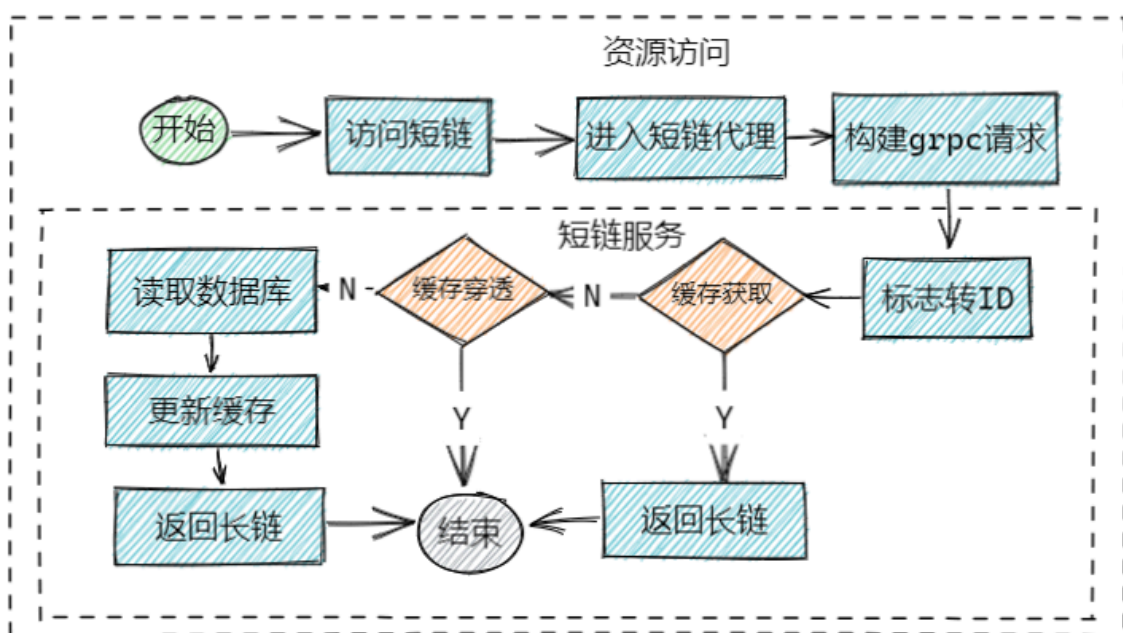 资源访问
开始
访问短链
进入短链代理
构建grpc请求
短链服务
读取数据库
N
缓存穿透
N
缓存获取
标志转ID
更新缓存
Y
Y
返回长链
结束
返回长链